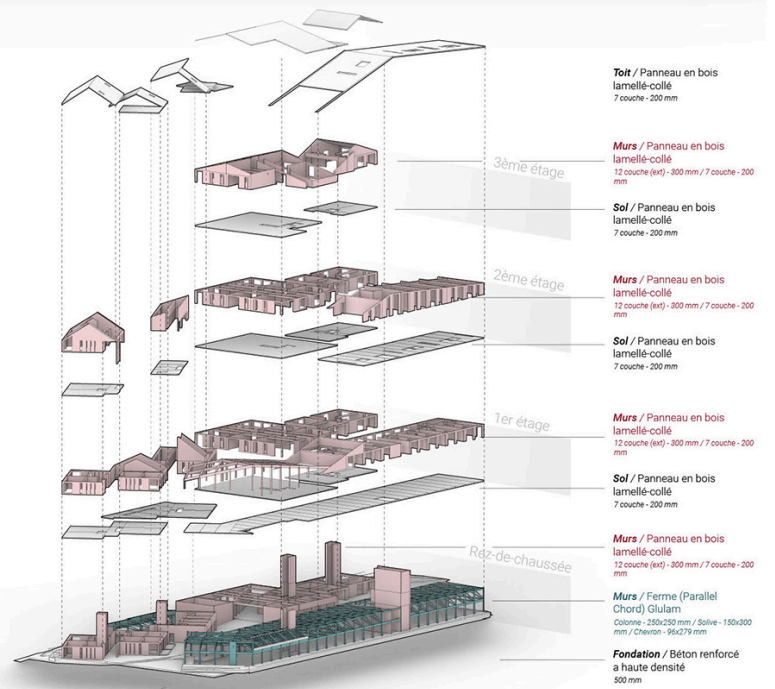 Toit / Panneau en bois
lamellé-collé
7 couche - 200 mm
Murs / Panneau en bois
lamellé-collé
12 couche (ext) - 300 mm / 7 couche - 200
mm
3ème étage
Sol / Panneau en bois
lamellé-collé
7 couche - 200 mm
2ème étage
Murs / Panneau en bois
lamellé-collé
12 couche (ext) - 300 mm / 7 couche - 200
mm
Sol / Panneau en bois
lamellé-collé
7 couche - 200 mm
1er étage
Murs / Panneau en bois
lamellé-collé
12 couche (ext) - 300 mm / 7 couche - 200
mm
Sol / Panneau en bois
lamellé-collé
7 couche - 200 mm
Rez-de-chaussée
Murs / Panneau en bois
lamellé-collé
12 couche (ext) - 300 mm / 7 couche - 200
mm
Murs / Ferme (Parallel
Chord) Glulam
Colonne - 250x250 mm / Solive - 150x300
mm / Chevron - 96x279 mm
Fondation / Béton renforcé
a haute densité
500 mm